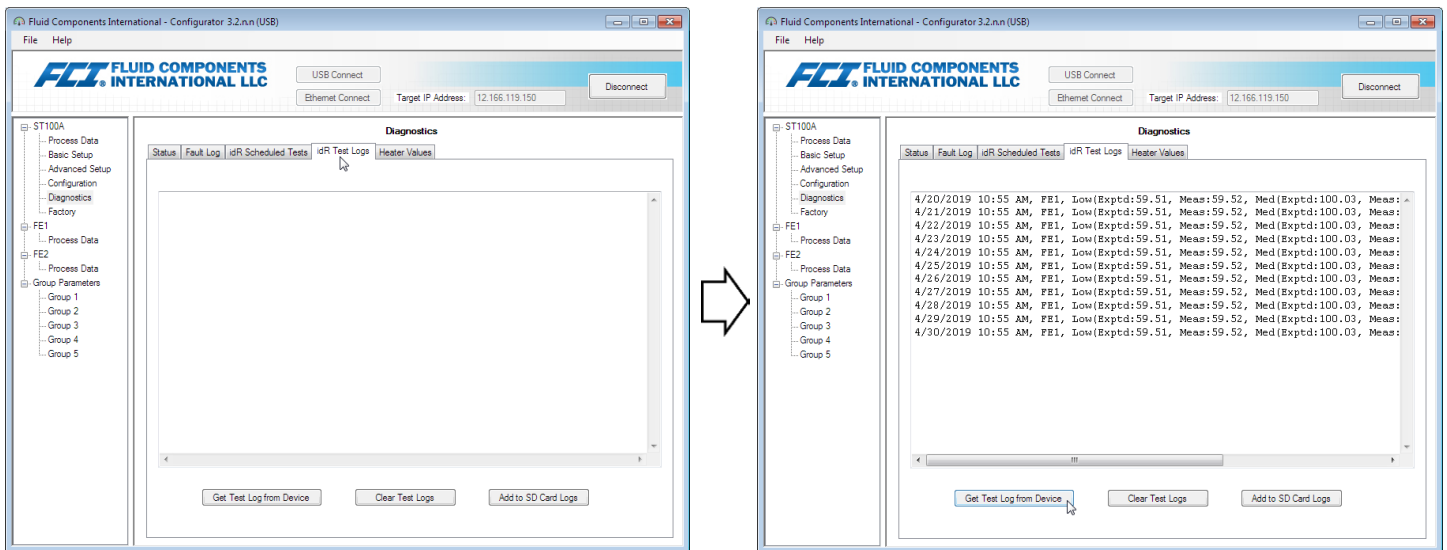 Fluid Components International - Configurator 3.2.n.n (USB)
File Help
FCI® FLUID COMPONENTS
INTERNATIONAL LLC
USB Connect
Ethernet Connect Target IP Address: 12.166.119.150
Disconnect
ST100A
Process Data
Basic Setup
Advanced Setup
Configuration
Diagnostics
Factory
FE1
Process Data
FE2
Process Data
Group Parameters
Group 1
Group 2
Group 3
Group 4
Group 5
Diagnostics
Status Fault Log idR Scheduled Tests idR Test Logs Heater Values
Get Test Log from Device Clear Test Logs Add to SD Card Logs
Fluid Components International - Configurator 3.2.n.n (USB)
File Help
FCI® FLUID COMPONENTS
INTERNATIONAL LLC
USB Connect
Ethernet Connect Target IP Address: 12.166.119.150
Disconnect
ST100A
Process Data
Basic Setup
Advanced Setup
Configuration
Diagnostics
Factory
FE1
Process Data
FE2
Process Data
Group Parameters
Group 1
Group 2
Group 3
Group 4
Group 5
Diagnostics
Status Fault Log idR Scheduled Tests idR Test Logs Heater Values
4/20/2019 10:55 AM, FE1, Low(Exptd:59.51, Meas:59.52, Med(Exptd:100.03, Meas:
4/21/2019 10:55 AM, FE1, Low(Exptd:59.51, Meas:59.52, Med(Exptd:100.03, Meas:
4/22/2019 10:55 AM, FE1, Low(Exptd:59.51, Meas:59.52, Med(Exptd:100.03, Meas:
4/23/2019 10:55 AM, FE1, Low(Exptd:59.51, Meas:59.52, Med(Exptd:100.03, Meas:
4/24/2019 10:55 AM, FE1, Low(Exptd:59.51, Meas:59.52, Med(Exptd:100.03, Meas:
4/25/2019 10:55 AM, FE1, Low(Exptd:59.51, Meas:59.52, Med(Exptd:100.03, Meas:
4/26/2019 10:55 AM, FE1, Low(Exptd:59.51, Meas:59.52, Med(Exptd:100.03, Meas:
4/27/2019 10:55 AM, FE1, Low(Exptd:59.51, Meas:59.52, Med(Exptd:100.03, Meas:
4/28/2019 10:55 AM, FE1, Low(Exptd:59.51, Meas:59.52, Med(Exptd:100.03, Meas:
4/29/2019 10:55 AM, FE1, Low(Exptd:59.51, Meas:59.52, Med(Exptd:100.03, Meas:
4/30/2019 10:55 AM, FE1, Low(Exptd:59.51, Meas:59.52, Med(Exptd:100.03, Meas:
Get Test Log from Device Clear Test Logs Add to SD Card Logs